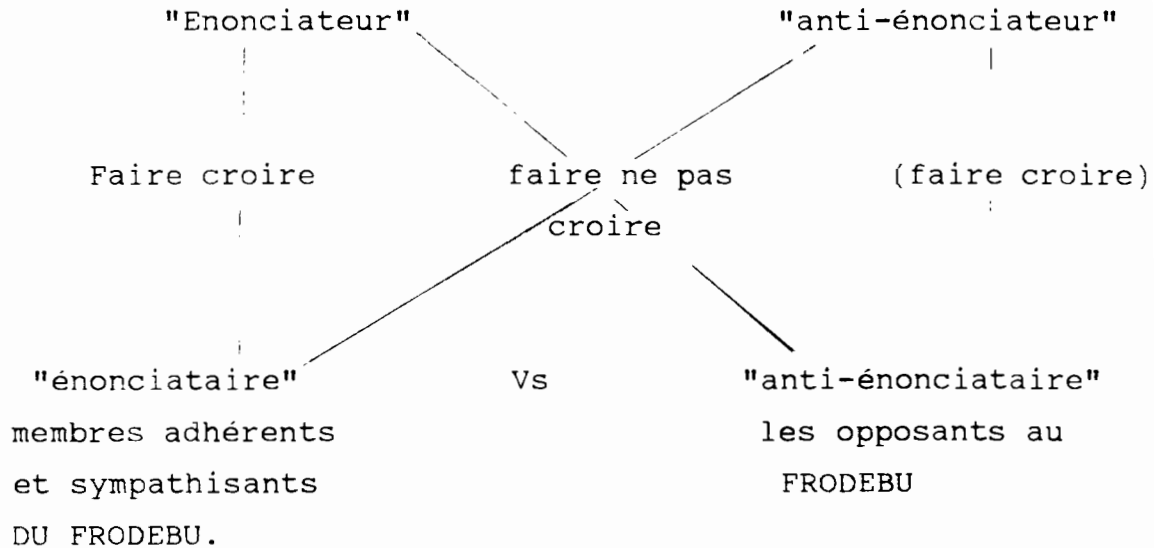 "Enonciateur" "anti-énonciateur"
Faire croire faire ne pas (faire croire)
croire
"énonciataire" Vs "anti-énonciataire"
membres adhérents les opposants au
et sympathisants FRODEBU
DU FRODEBU.